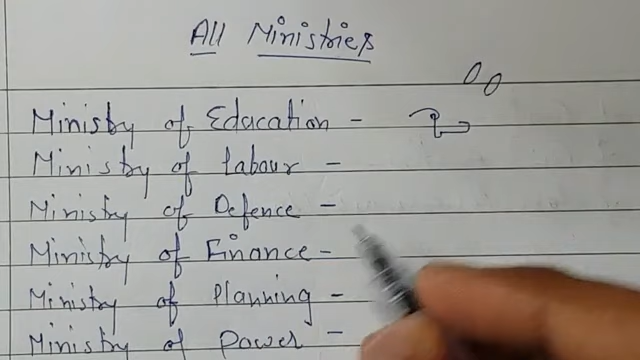 All Ministries
Ministry of Education -
Ministry of Labour -
Ministry of Defence -
Ministry of Finance -
Ministry of Planning -
Ministry of Power -